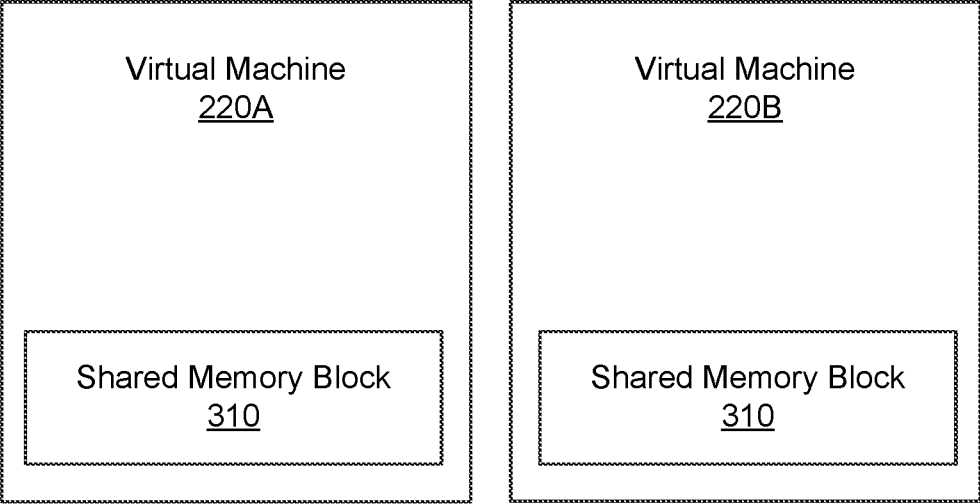 Virtual Machine
220A
Virtual Machine
220B
Shared Memory Block
310
Shared Memory Block
310